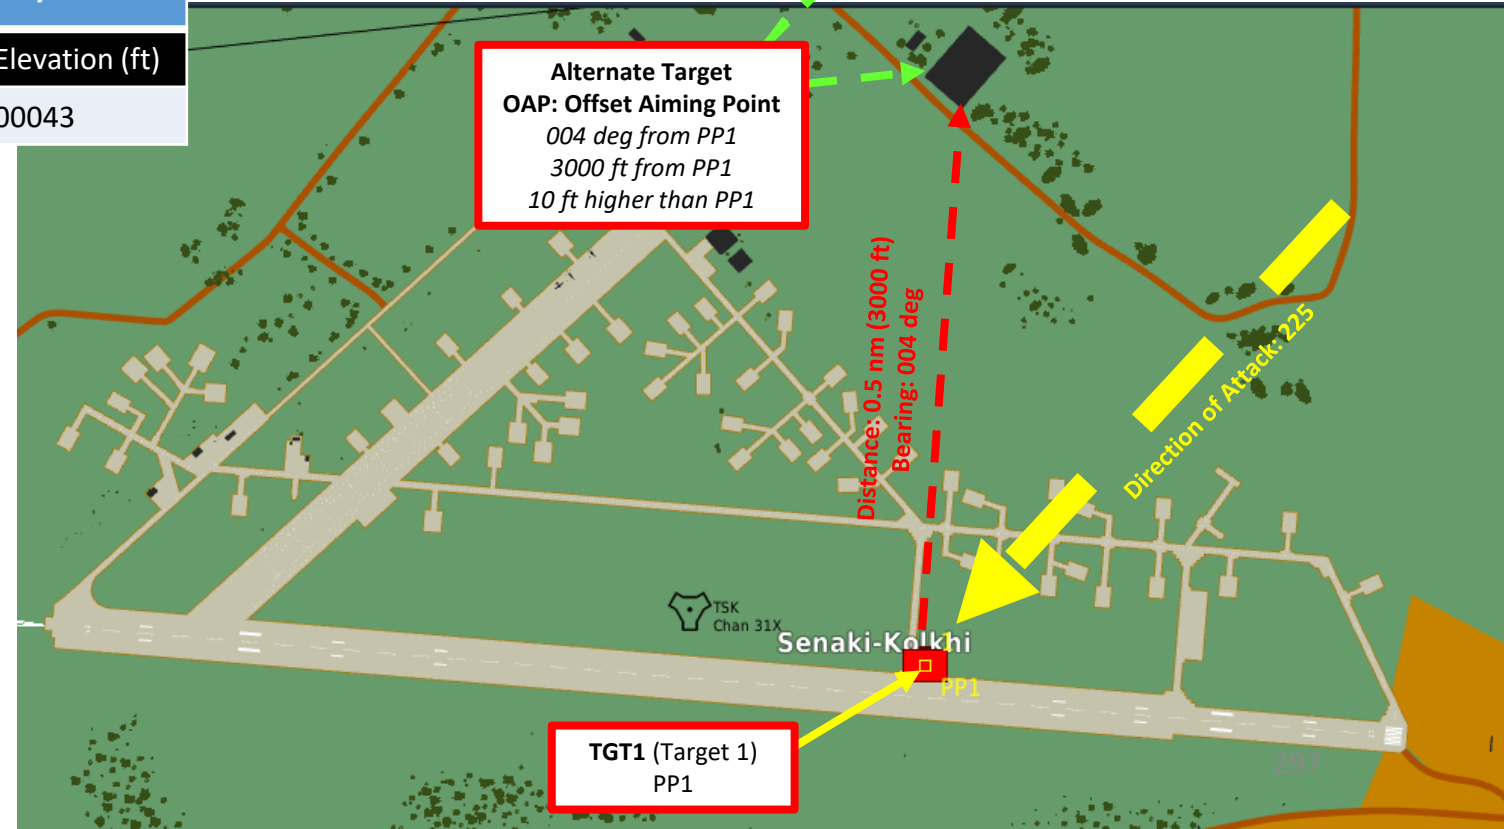 Elevation (ft)
00043
Alternate Target
OAP: Offset Aiming Point
004 deg from PP1
3000 ft from PP1
10 ft higher than PP1
Distance: 0.5 nm (3000 ft)
Bearing: 004 deg
Direction of Attack: 225
TSK
Chan 31X
Senaki-Kolkhi
1
PP1
TGT1 (Target 1)
PP1
297